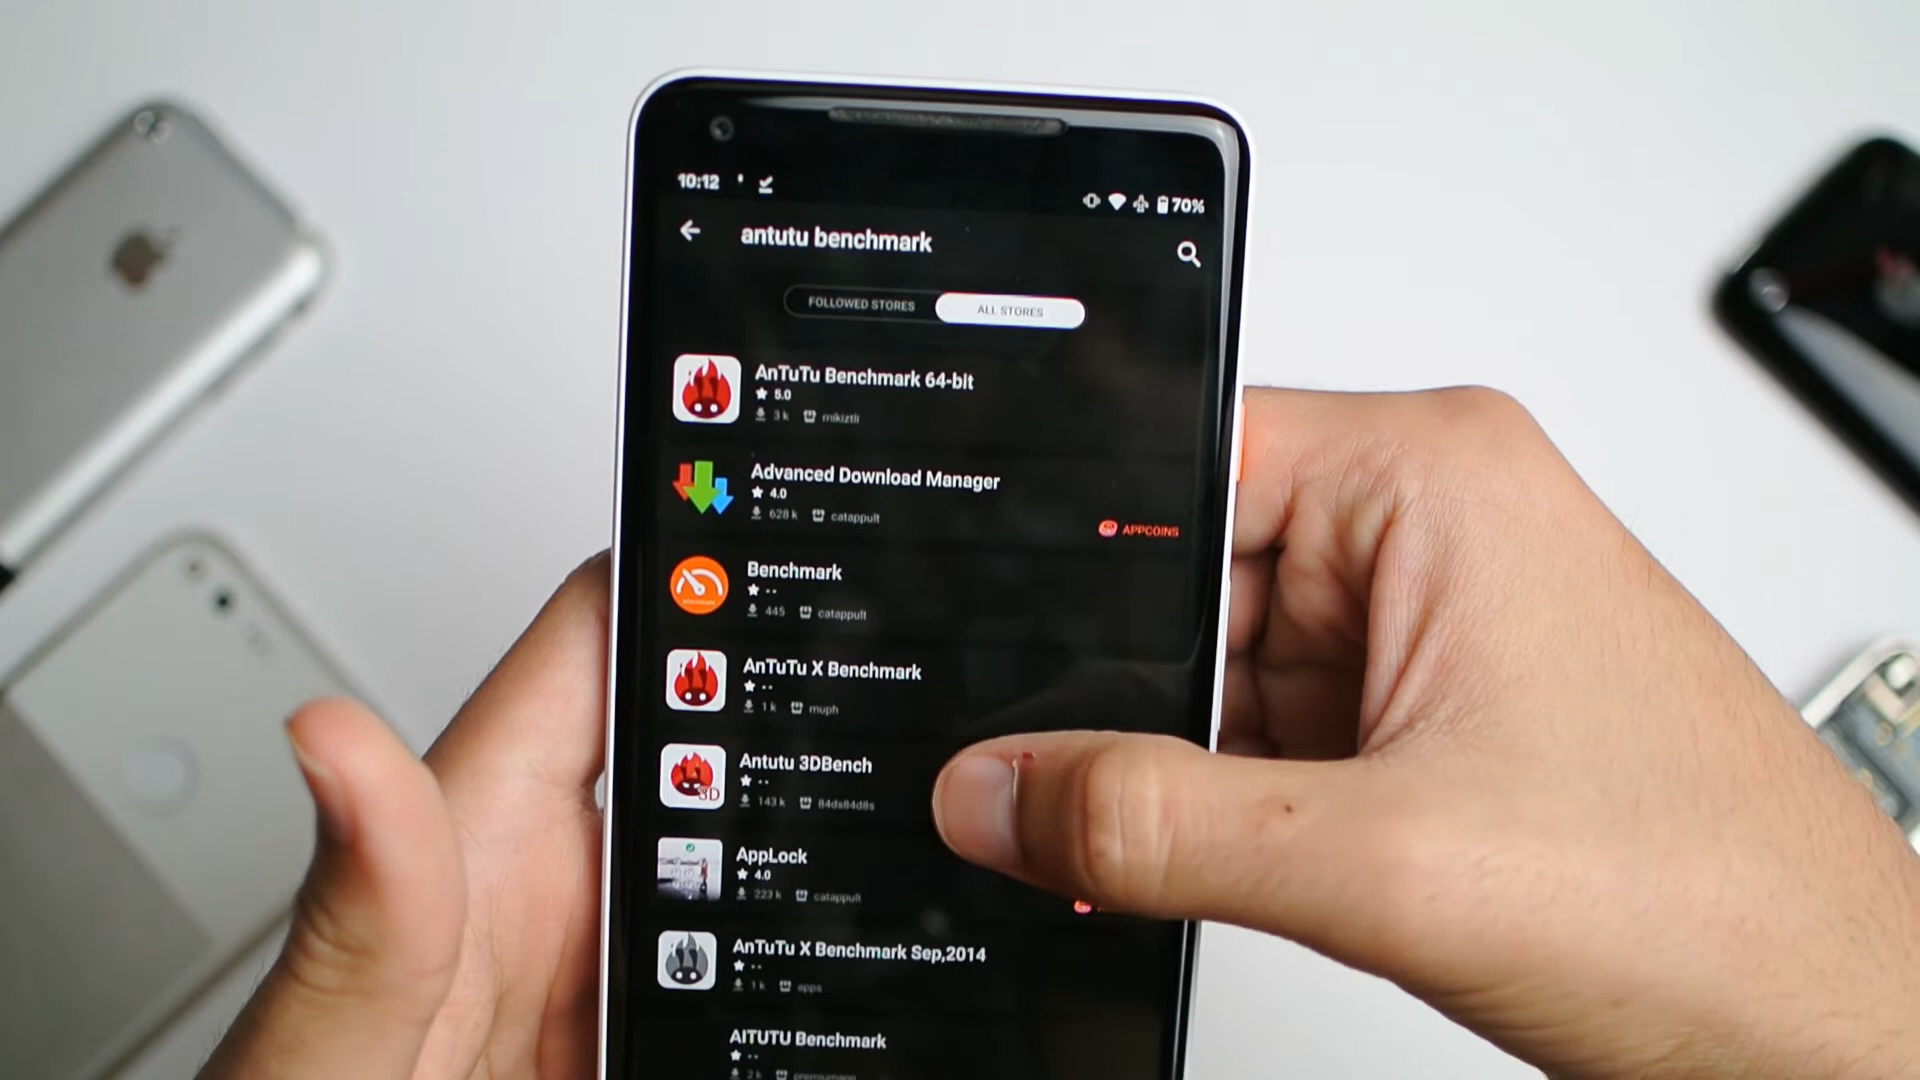 10:12
70%
antutu benchmark
FOLLOWED STORES
ALL STORES
AnTuTu Benchmark 64-bit
5.0
3 k mikiztli
Advanced Download Manager
4.0
628 k catappult
APPCOINS
Benchmark
--
445 catappult
AnTuTu X Benchmark
--
1 k muph
Antutu 3DBench
--
3D
143 k 84ds84d8s
AppLock
4.0
223 k catappult
AnTuTu X Benchmark Sep,2014
--
1 k apps
AITUTU Benchmark
--
2 k